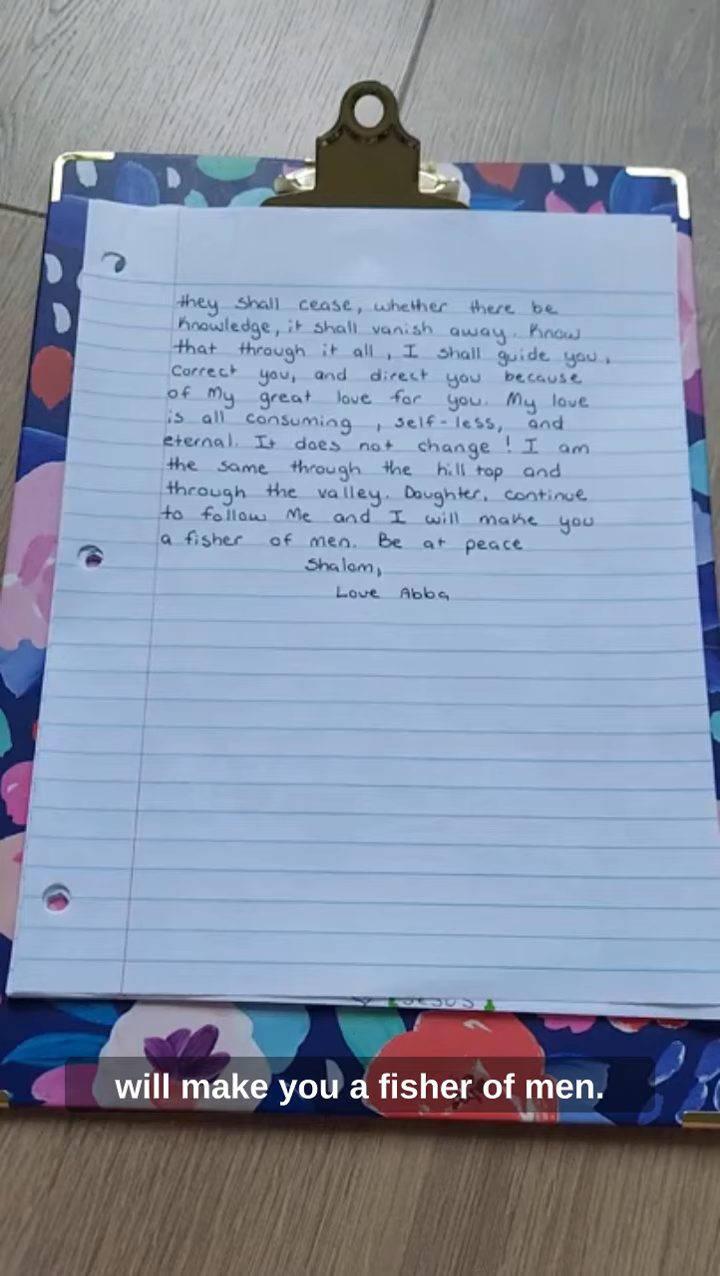 they shall cease, whether there be
knowledge, it shall vanish away. Know
that through it all, I shall guide you,
correct you, and direct you because
of My great love for you. My love
is all consuming, self-less, and
eternal. It does not change! I am
the same through the hill top and
through the valley. Daughter, continue
to follow Me and I will make you
a fisher of men. Be at peace
Shalom,
Love Abba
JESUS
will make you a fisher of men.